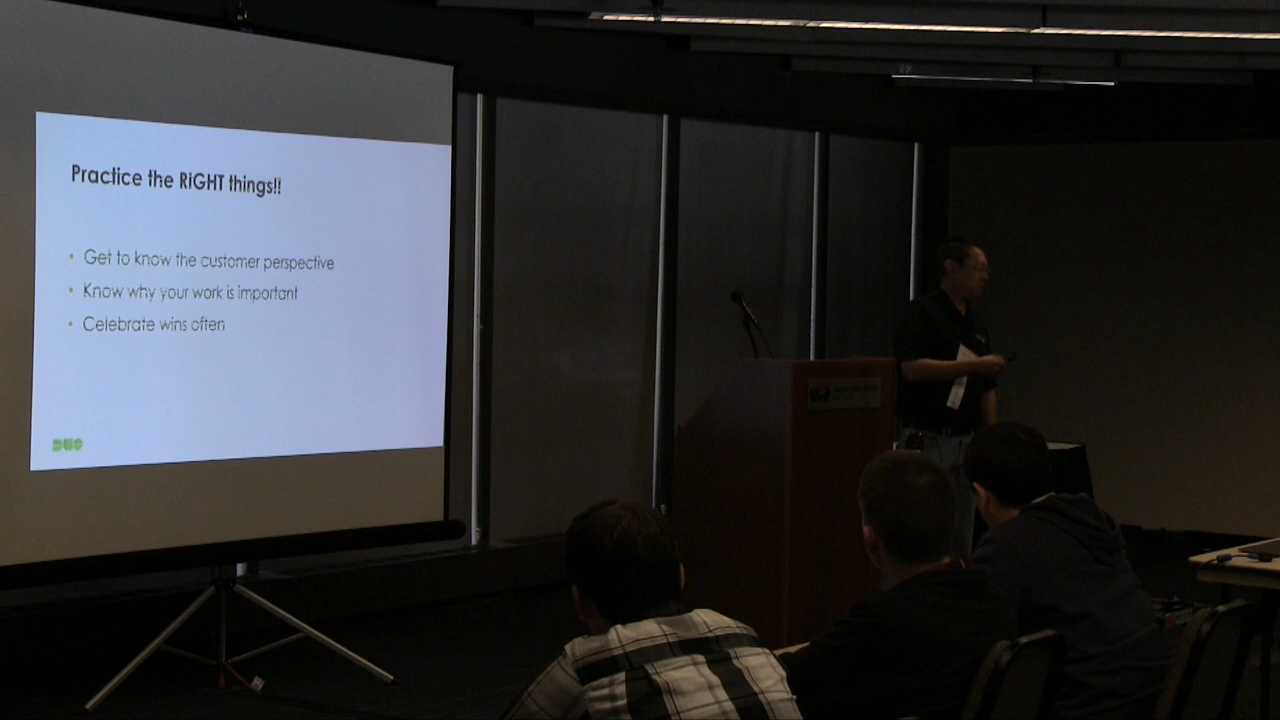 Practice the RiGHT things!!
• Get to know the customer perspective
• Know why your work is important
• Celebrate wins often
DUO